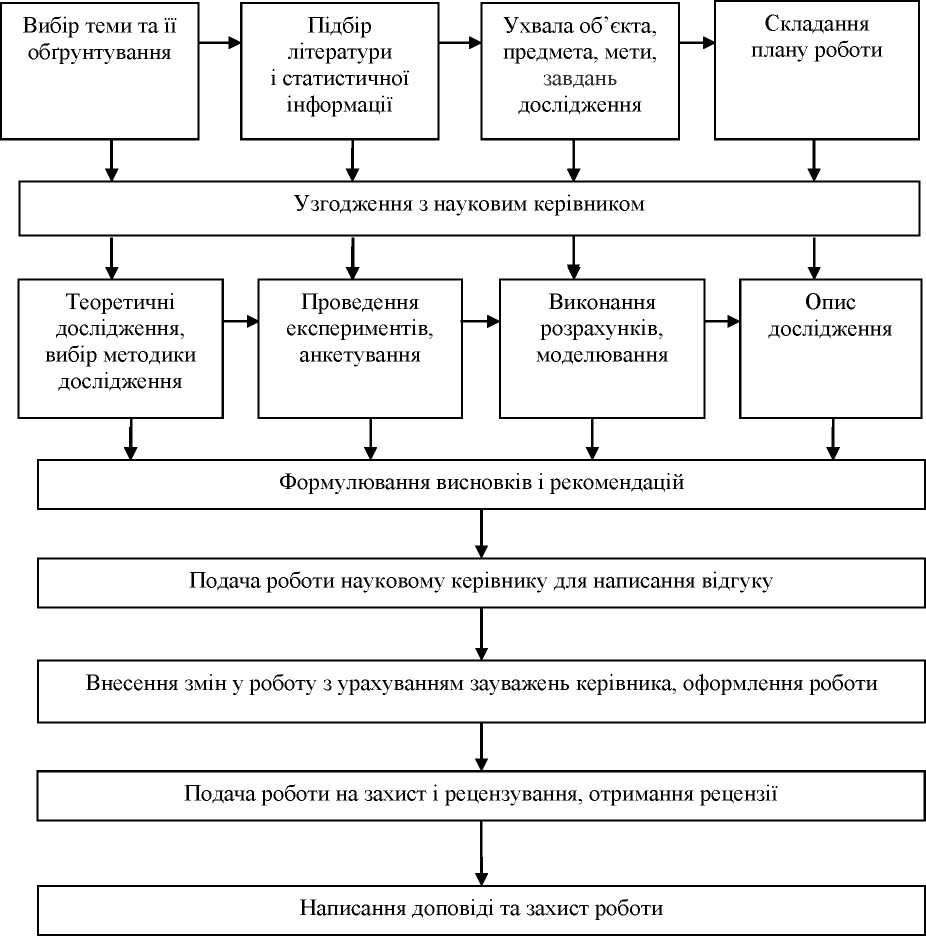 Вибір теми та її
обґрунтування
Підбір
літератури
і статистичної
інформації
Ухвала об’єкта,
предмета, мети,
завдань
дослідження
Складання
плану роботи
Узгодження з науковим керівником
Теоретичні
дослідження,
вибір методики
дослідження
Проведення
експериментів,
анкетування
Виконання
розрахунків,
моделювання
Опис
дослідження
Формулювання висновків і рекомендацій
Подача роботи науковому керівнику для написання відгуку
Внесення змін у роботу з урахуванням зауважень керівника, оформлення роботи
Подача роботи на захист і рецензування, отримання рецензії
Написання доповіді та захист роботи